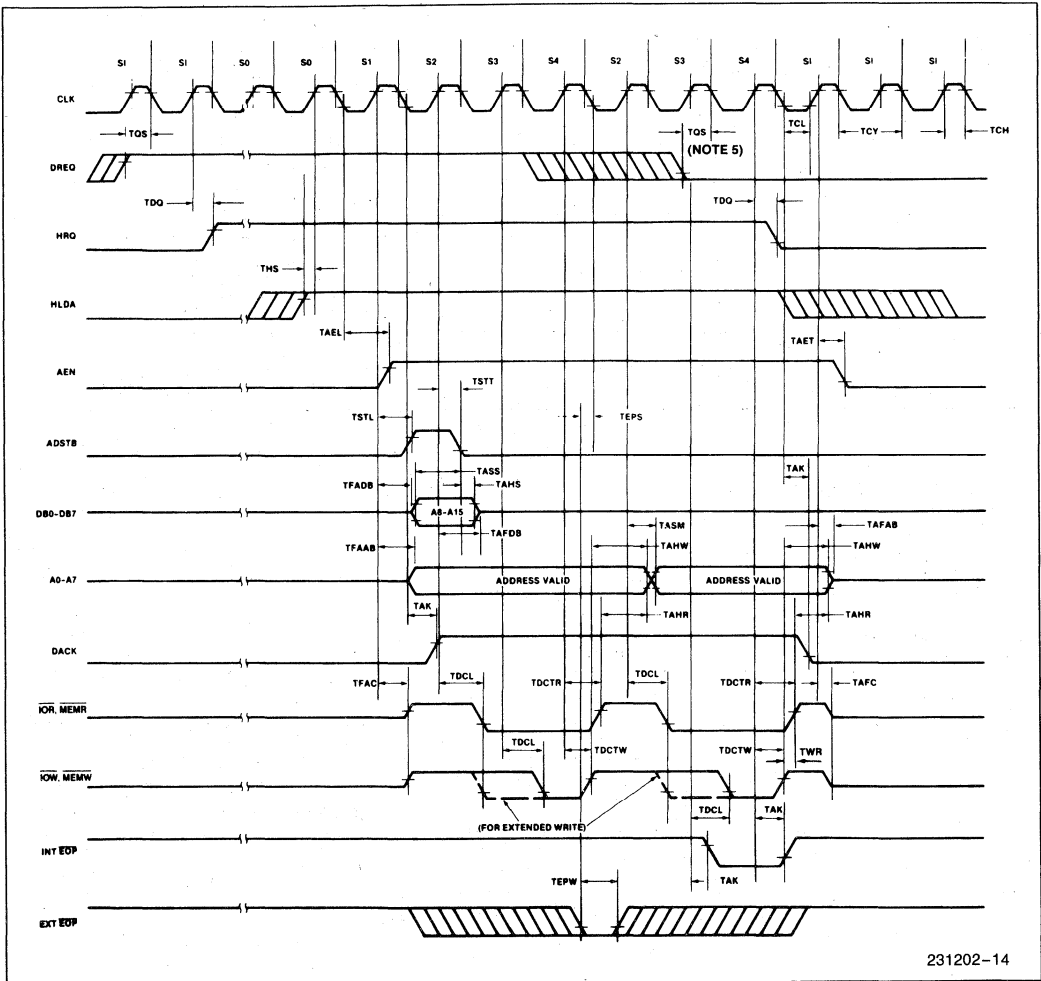 SI SI S0 S0 S1 S2 S3 S4 S2 S3 S4 SI SI SI
CLK
TQS TQS TCL TCY TCH
(NOTE 5)
DREQ
TDQ TDQ
HRQ
THS
HLDA
TAEL TAET
AEN
TSTT
TSTL TEPS
ADSTB
TASS TAK
TFADB TAHS
DB0-DB7 A8-A15
TAFDB TASM TAFAB
TFAAB TAHW TAHW
A0-A7 ADDRESS VALID ADDRESS VALID
TAK TAHR TAHR
DACK
TFAC TDCL TDCTR TDCL TDCTR TAFC
IOR, MEMR
TDCL TDCTW TDCTW TWR
IOW, MEMW
(FOR EXTENDED WRITE) TDCL TAK
INT EOP
TEPW TAK
EXT EOP
231202-14